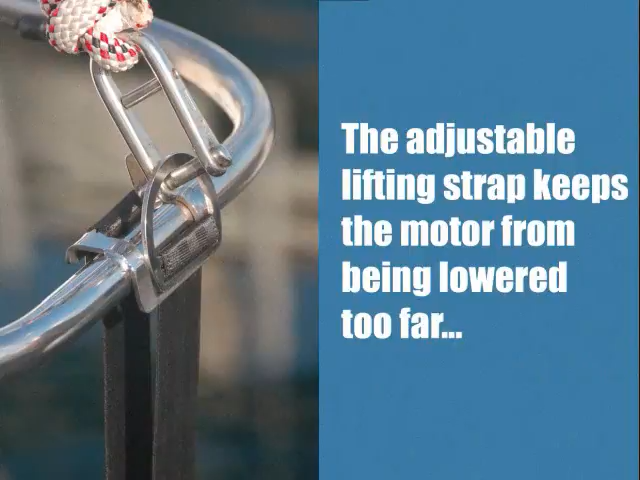 The adjustable
lifting strap keeps
the motor from
being lowered
too far...